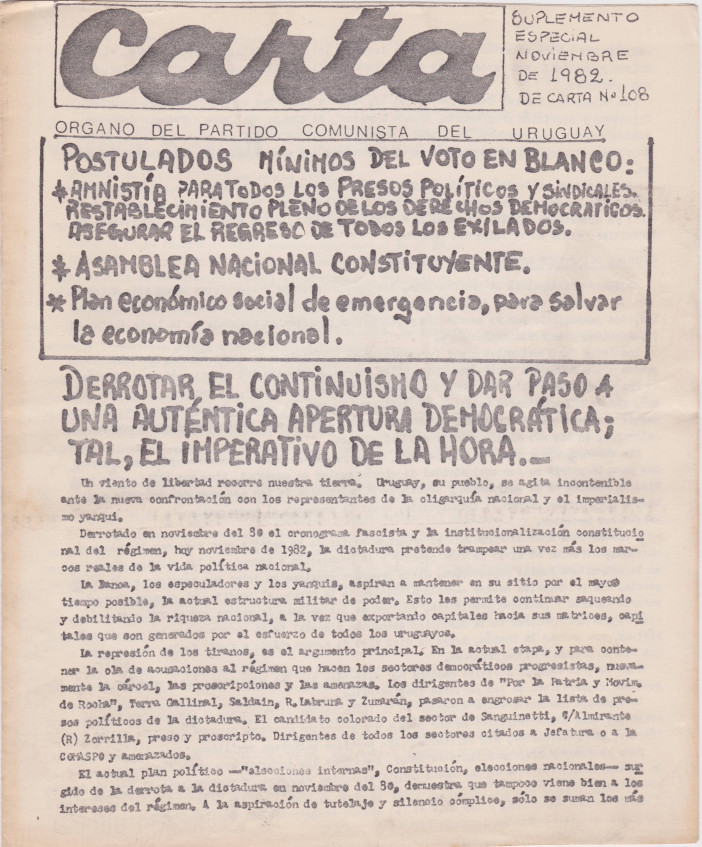 carta
SUPLEMENTO
ESPECIAL
NOVIEMBRE
DE 1982.
DE CARTA Nº 108
ORGANO DEL PARTIDO COMUNISTA DEL URUGUAY
POSTULADOS MÍNIMOS DEL VOTO EN BLANCO:
* AMNISTÍA PARA TODOS LOS PRESOS POLÍTICOS Y SINDICALES.
RESTABLECIMIENTO PLENO DE LOS DERECHOS DEMOCRATICOS.
ASEGURAR EL REGRESO DE TODOS LOS EXILADOS.
* ASAMBLEA NACIONAL CONSTITUYENTE.
* Plan económico social de emergencia, para salvar
la economía nacional.
DERROTAR EL CONTINUISMO Y DAR PASO A
UNA AUTÉNTICA APERTURA DEMOCRÁTICA;
TAL, EL IMPERATIVO DE LA HORA._
Un viento de libertad recorre nuestra tierra. Uruguay, su pueblo, se agita incontenible
ante la nueva confrontación con los representantes de la oligarquía nacional y el imperialis-
mo yanqui.
Derrotado en noviembre del 80 el cronograma fascista y la institucionalización constitucio
nal del régimen, hoy noviembre de 1982, la dictadura pretende trampear una vez más los mar-
cos reales de la vida política nacional.
La Banca, los especuladores y los yanquis, aspiran a mantener en su sitio por el mayor
tiempo posible, la actual estructura militar de poder. Esto les permite continuar saqueando
y debilitando la riqueza nacional, a la vez que exportando capitales hacia sus matrices, capi
tales que son generados por el esfuerzo de todos los uruguayos.
La represión de los tiranos, es el argumento principal. En la actual etapa, y para conte-
ner la ola de acusaciones al régimen que hacen los sectores democráticos progresistas, nueva-
mente la cárcel, las proscripciones y las amenazas. Los dirigentes de "Por la Patria y Movim.
de Rocha", Terra Gallinal, Saldain, R.Labrura y Zumarán, pasaron a engrosar la lista de pre-
sos políticos de la dictadura. El candidato colorado del sector de Sanguinetti, C/Almirante
(R) Zorrilla, preso y proscripto. Dirigentes de todos los sectores citados a Jefatura o a la
COMASPO y amenazados.
El actual plan político —"elecciones internas", Constitución, elecciones nacionales— sur
gido de la derrota a la dictadura en noviembre del 80, demuestra que tampoco viene bien a los
intereses del régimen. A la aspiración de tutelaje y silencio cómplice, sólo se suman los más